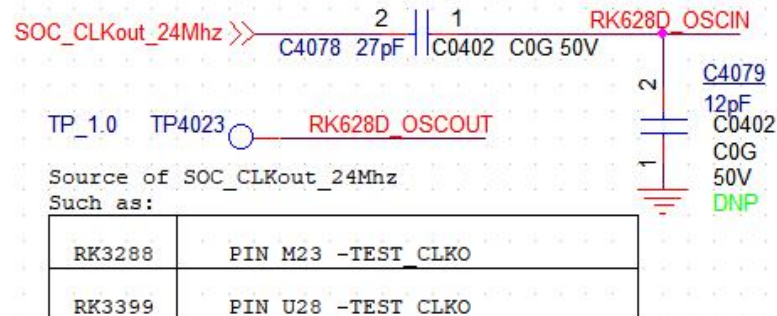 SOC_CLKout_24Mhz
2 1
C4078 27pF C0402 C0G 50V
RK628D_OSCIN
2
1
C4079
12pF
C0402
C0G
50V
DNP
TP_1.0 TP4023 RK628D_OSCOUT
Source of SOC_CLKout_24Mhz
Such as:
RK3288 PIN M23 -TEST_CLKO
RK3399 PIN U28 -TEST_CLKO